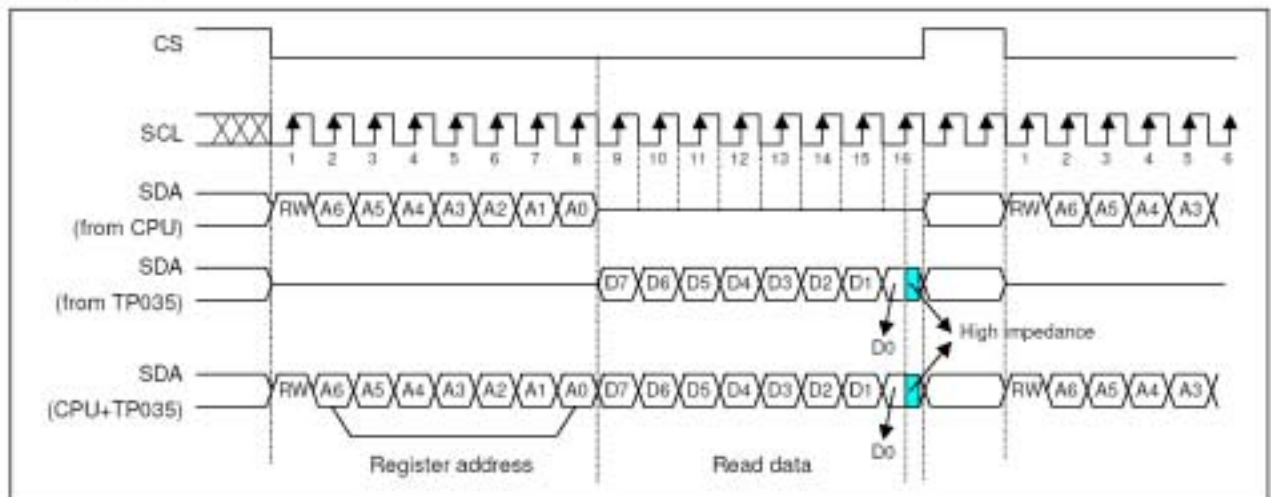 CS
SCL
1 2 3 4 5 6 7 8 9 10 11 12 13 14 15 16 1 2 3 4 5 6
SDA
(from CPU)
RW A6 A5 A4 A3 A2 A1 A0 RW A6 A5 A4 A3
SDA
(from TP035)
D7 D6 D5 D4 D3 D2 D1
D0
High impedance
SDA
(CPU+TP035)
RW A6 A5 A4 A3 A2 A1 A0 D7 D6 D5 D4 D3 D2 D1 RW A6 A5 A4 A3
D0
Register address
Read data